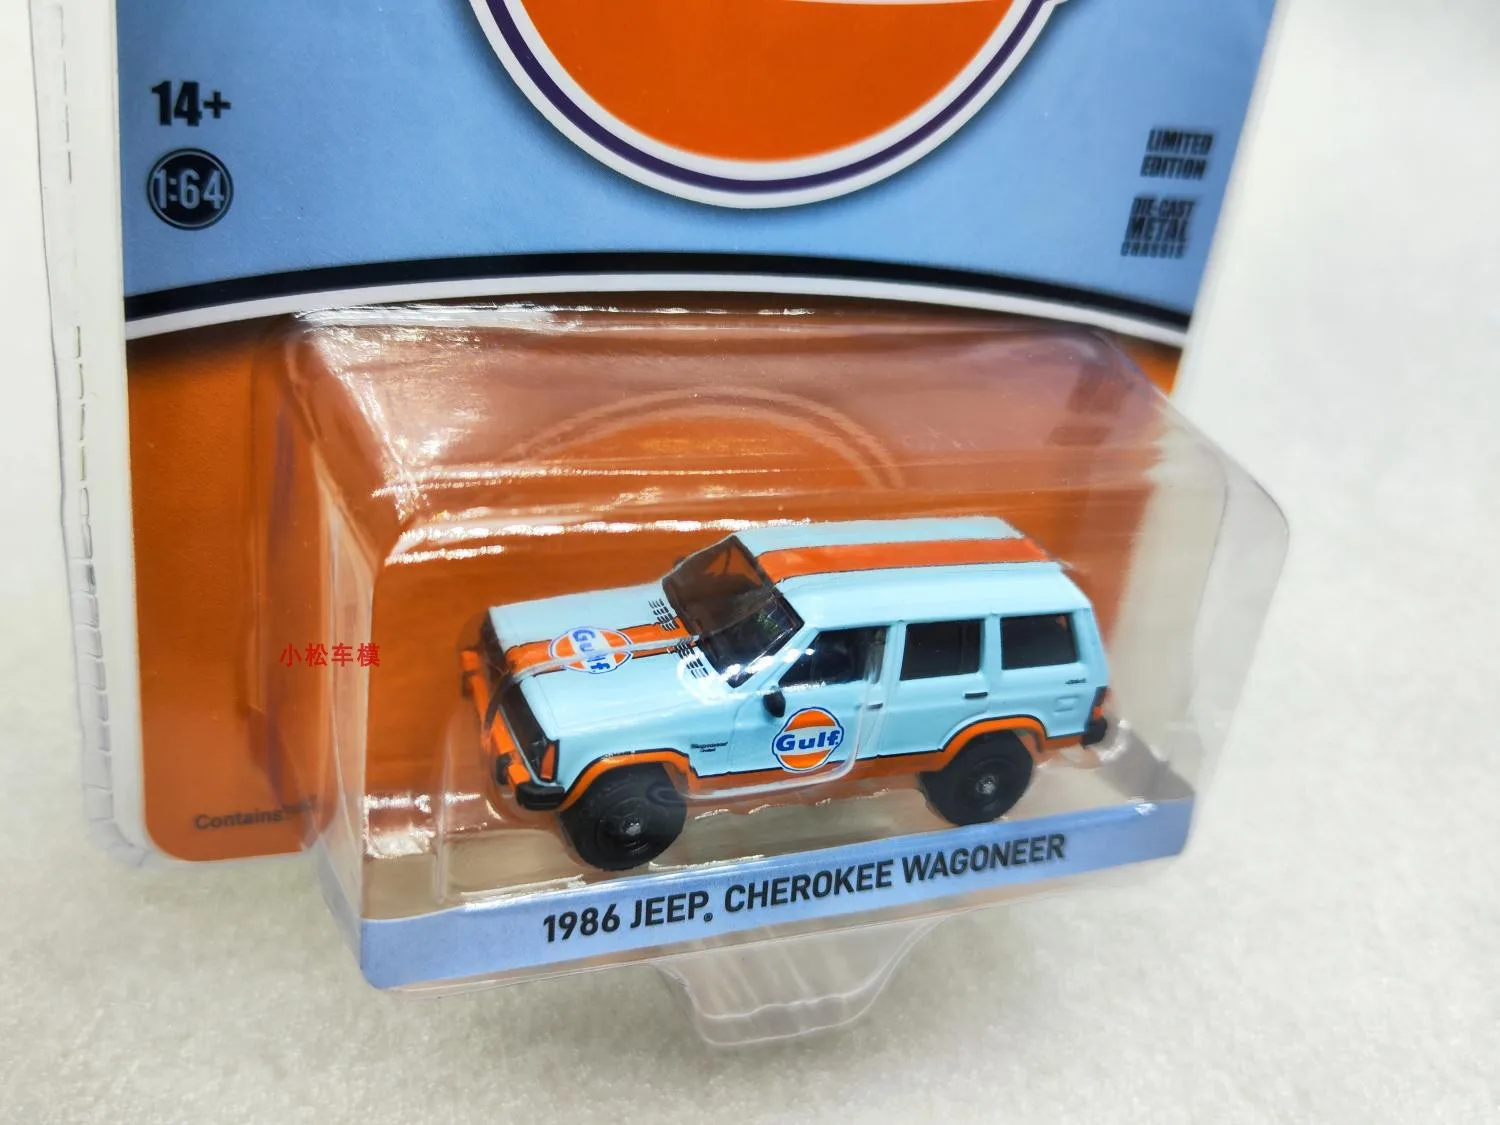 14+
1:64
LIMITED
EDITION
DIE-CAST
METAL
CHASSIS
小松车模
Gulf
Gulf
Contains:
1986 JEEP® CHEROKEE WAGONEER